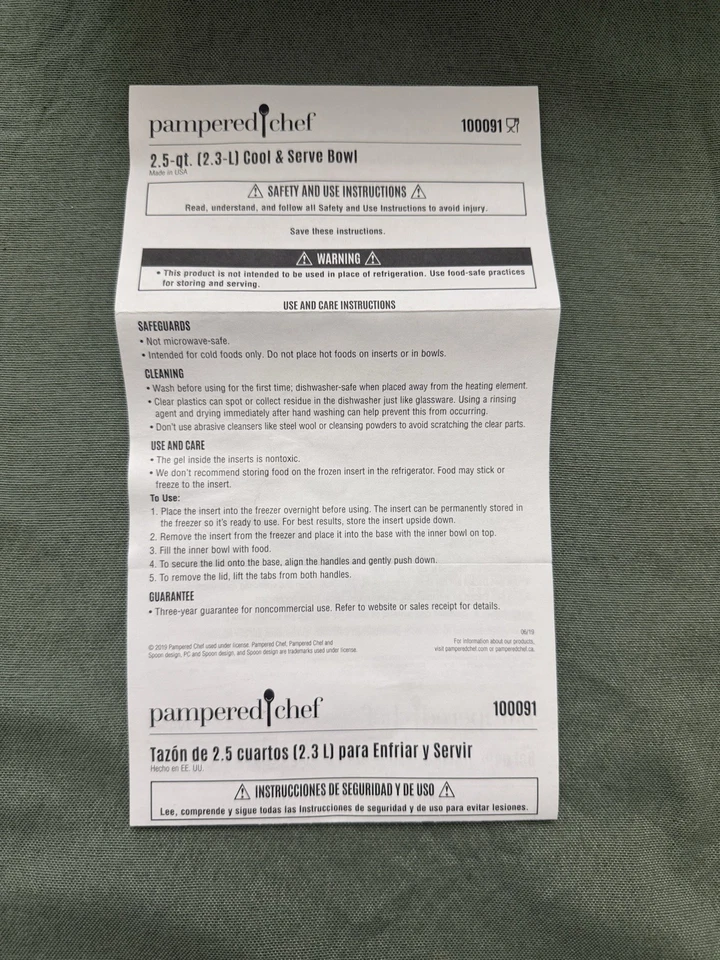 pampered chef
100091
2.5-qt. (2.3-L) Cool & Serve Bowl
Made in USA
SAFETY AND USE INSTRUCTIONS
Read, understand, and follow all Safety and Use Instructions to avoid injury.
Save these instructions.
WARNING
• This product is not intended to be used in place of refrigeration. Use food-safe practices
for storing and serving.
USE AND CARE INSTRUCTIONS
SAFEGUARDS
• Not microwave-safe.
• Intended for cold foods only. Do not place hot foods on inserts or in bowls.
CLEANING
• Wash before using for the first time; dishwasher-safe when placed away from the heating element.
• Clear plastics can spot or collect residue in the dishwasher just like glassware. Using a rinsing
agent and drying immediately after hand washing can help prevent this from occurring.
• Don't use abrasive cleansers like steel wool or cleansing powders to avoid scratching the clear parts.
USE AND CARE
• The gel inside the inserts is nontoxic.
• We don't recommend storing food on the frozen insert in the refrigerator. Food may stick or
freeze to the insert.
To Use:
1. Place the insert into the freezer overnight before using. The insert can be permanently stored in
the freezer so it's ready to use. For best results, store the insert upside down.
2. Remove the insert from the freezer and place it into the base with the inner bowl on top.
3. Fill the inner bowl with food.
4. To secure the lid onto the base, align the handles and gently push down.
5. To remove the lid, lift the tabs from both handles.
GUARANTEE
• Three-year guarantee for noncommercial use. Refer to website or sales receipt for details.
06/19
© 2019 Pampered Chef used under license. Pampered Chef, Pampered Chef and
Spoon design, PC and Spoon design, and Spoon design are trademarks used under license.
For information about our products,
visit pamperedchef.com or pamperedchef.ca.
pampered chef
100091
Tazón de 2.5 cuartos (2.3 L) para Enfriar y Servir
Hecho en EE. UU.
INSTRUCCIONES DE SEGURIDAD Y DE USO
Lee, comprende y sigue todas las Instrucciones de seguridad y de uso para evitar lesiones.